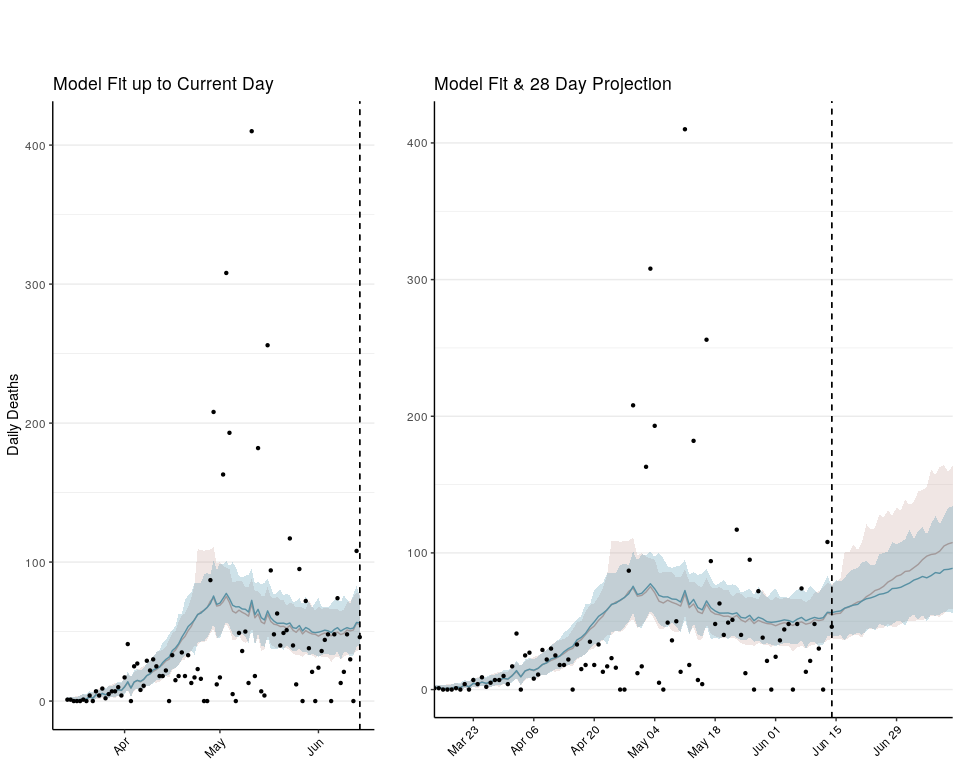 Model Fit up to Current Day
Model Fit & 28 Day Projection
Daily Deaths
400
300
200
100
0
Apr
May
Jun
400
300
200
100
0
Mar 23
Apr 06
Apr 20
May 04
May 18
Jun 01
Jun 15
Jun 29